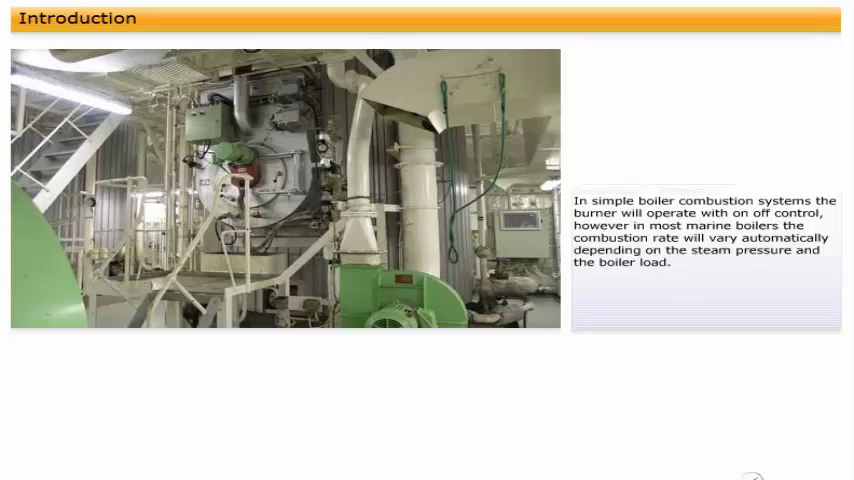 Introduction
In simple boiler combustion systems the
burner will operate with on off control,
however in most marine boilers the
combustion rate will vary automatically
depending on the steam pressure and
the boiler load.